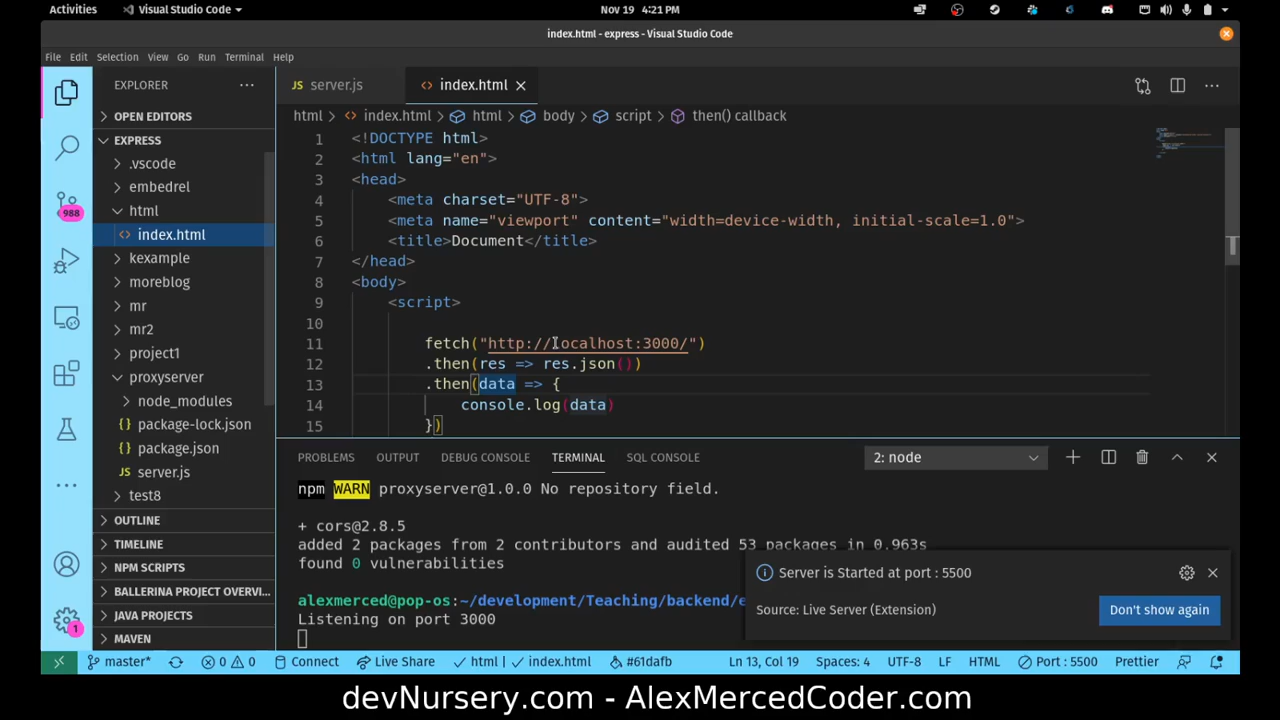 Activities
Visual Studio Code
Nov 19 4:21 PM
index.html - express - Visual Studio Code
File Edit Selection View Go Run Terminal Help
EXPLORER
OPEN EDITORS
EXPRESS
.vscode
embedrel
html
index.html
kexample
moreblog
mr
mr2
project1
proxyserver
node_modules
package-lock.json
package.json
server.js
test8
OUTLINE
TIMELINE
NPM SCRIPTS
BALLERINA PROJECT OVERVI...
JAVA PROJECTS
MAVEN
988
1
JS server.js
index.html
html > index.html > html > body > script > then() callback
1 <!DOCTYPE html>
2 <html lang="en">
3 <head>
4 <meta charset="UTF-8">
5 <meta name="viewport" content="width=device-width, initial-scale=1.0">
6 <title>Document</title>
7 </head>
8 <body>
9 <script>
10
11 fetch("http://localhost:3000/")
12 .then(res => res.json())
13 .then(data => {
14 console.log(data)
15 })
PROBLEMS OUTPUT DEBUG CONSOLE TERMINAL SQL CONSOLE
2: node
npm WARN proxyserver@1.0.0 No repository field.
+ cors@2.8.5
added 2 packages from 2 contributors and audited 53 packages in 0.963s
found 0 vulnerabilities
alexmerced@pop-os:~/development/Teaching/backend/e
Listening on port 3000
Server is Started at port : 5500
Source: Live Server (Extension)
Don't show again
master* 0 0 Connect Live Share html index.html #61dafb Ln 13, Col 19 Spaces: 4 UTF-8 LF HTML Port : 5500 Prettier
devNursery.com - AlexMercedCoder.com